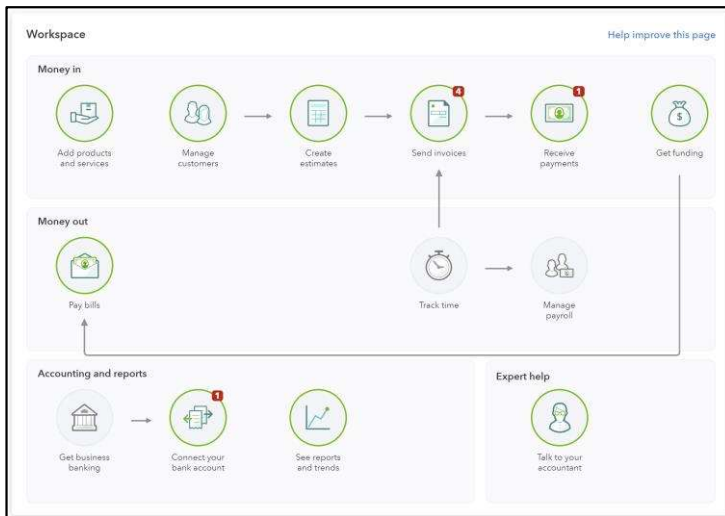 Workspace
Help improve this page
Money in
4
1
Add products
and services
Manage
customers
Create
estimates
Send invoices
Receive
payments
Get funding
$
Money out
Pay bills
Track time
Manage
payroll
Accounting and reports
Expert help
1
Get business
banking
Connect your
bank account
See reports
and trends
Talk to your
accountant